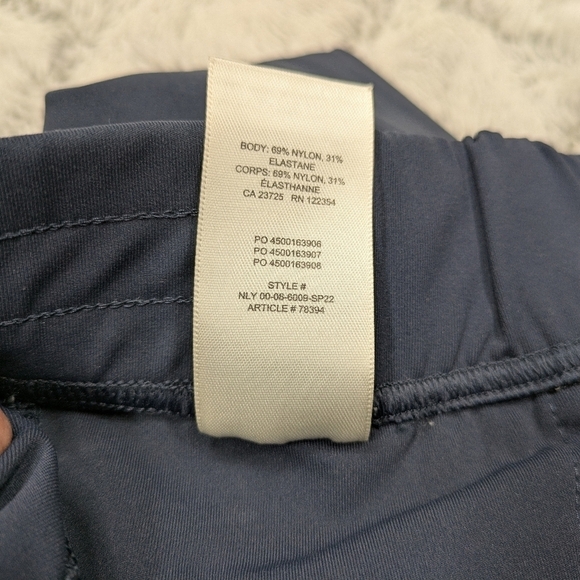 BODY: 69% NYLON, 31%
ELASTANE
CORPS: 69% NYLON, 31%
ÉLASTHANNE
CA 23725 RN 122354
PO 4500163906
PO 4500163907
PO 4500163908
STYLE #
NLY 00-08-6009-SP22
ARTICLE # 78394